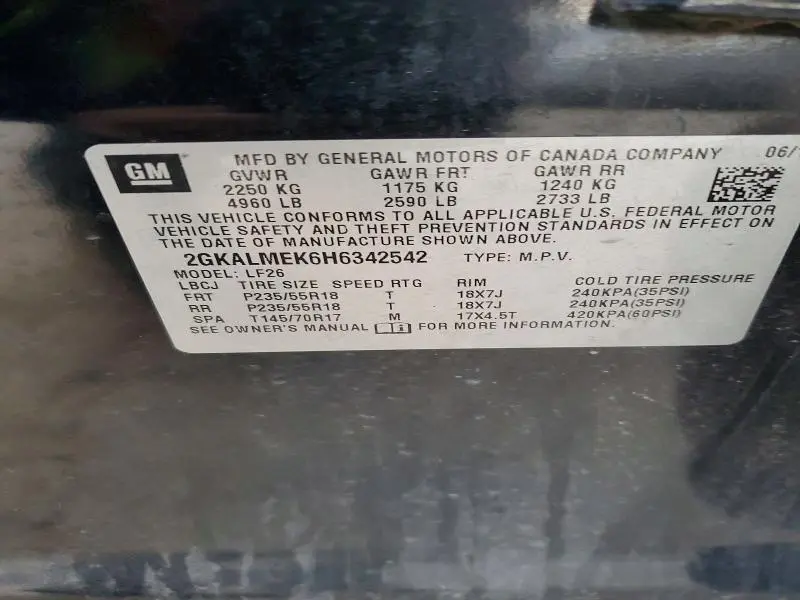 GM
MFD BY GENERAL MOTORS OF CANADA COMPANY 06/
GVWR GAWR FRT GAWR RR
2250 KG 1175 KG 1240 KG
4960 LB 2590 LB 2733 LB
THIS VEHICLE CONFORMS TO ALL APPLICABLE U.S. FEDERAL MOTOR
VEHICLE SAFETY AND THEFT PREVENTION STANDARDS IN EFFECT ON
THE DATE OF MANUFACTURE SHOWN ABOVE.
2GKALMEK6H6342542 TYPE: M.P.V.
MODEL: LF26
LBCJ TIRE SIZE SPEED RTG RIM COLD TIRE PRESSURE
FRT P235/55R18 T 18X7J 240KPA(35PSI)
RR P235/55R18 T 18X7J 240KPA(35PSI)
SPA T145/70R17 M 17X4.5T 420KPA(60PSI)
SEE OWNER'S MANUAL FOR MORE INFORMATION.